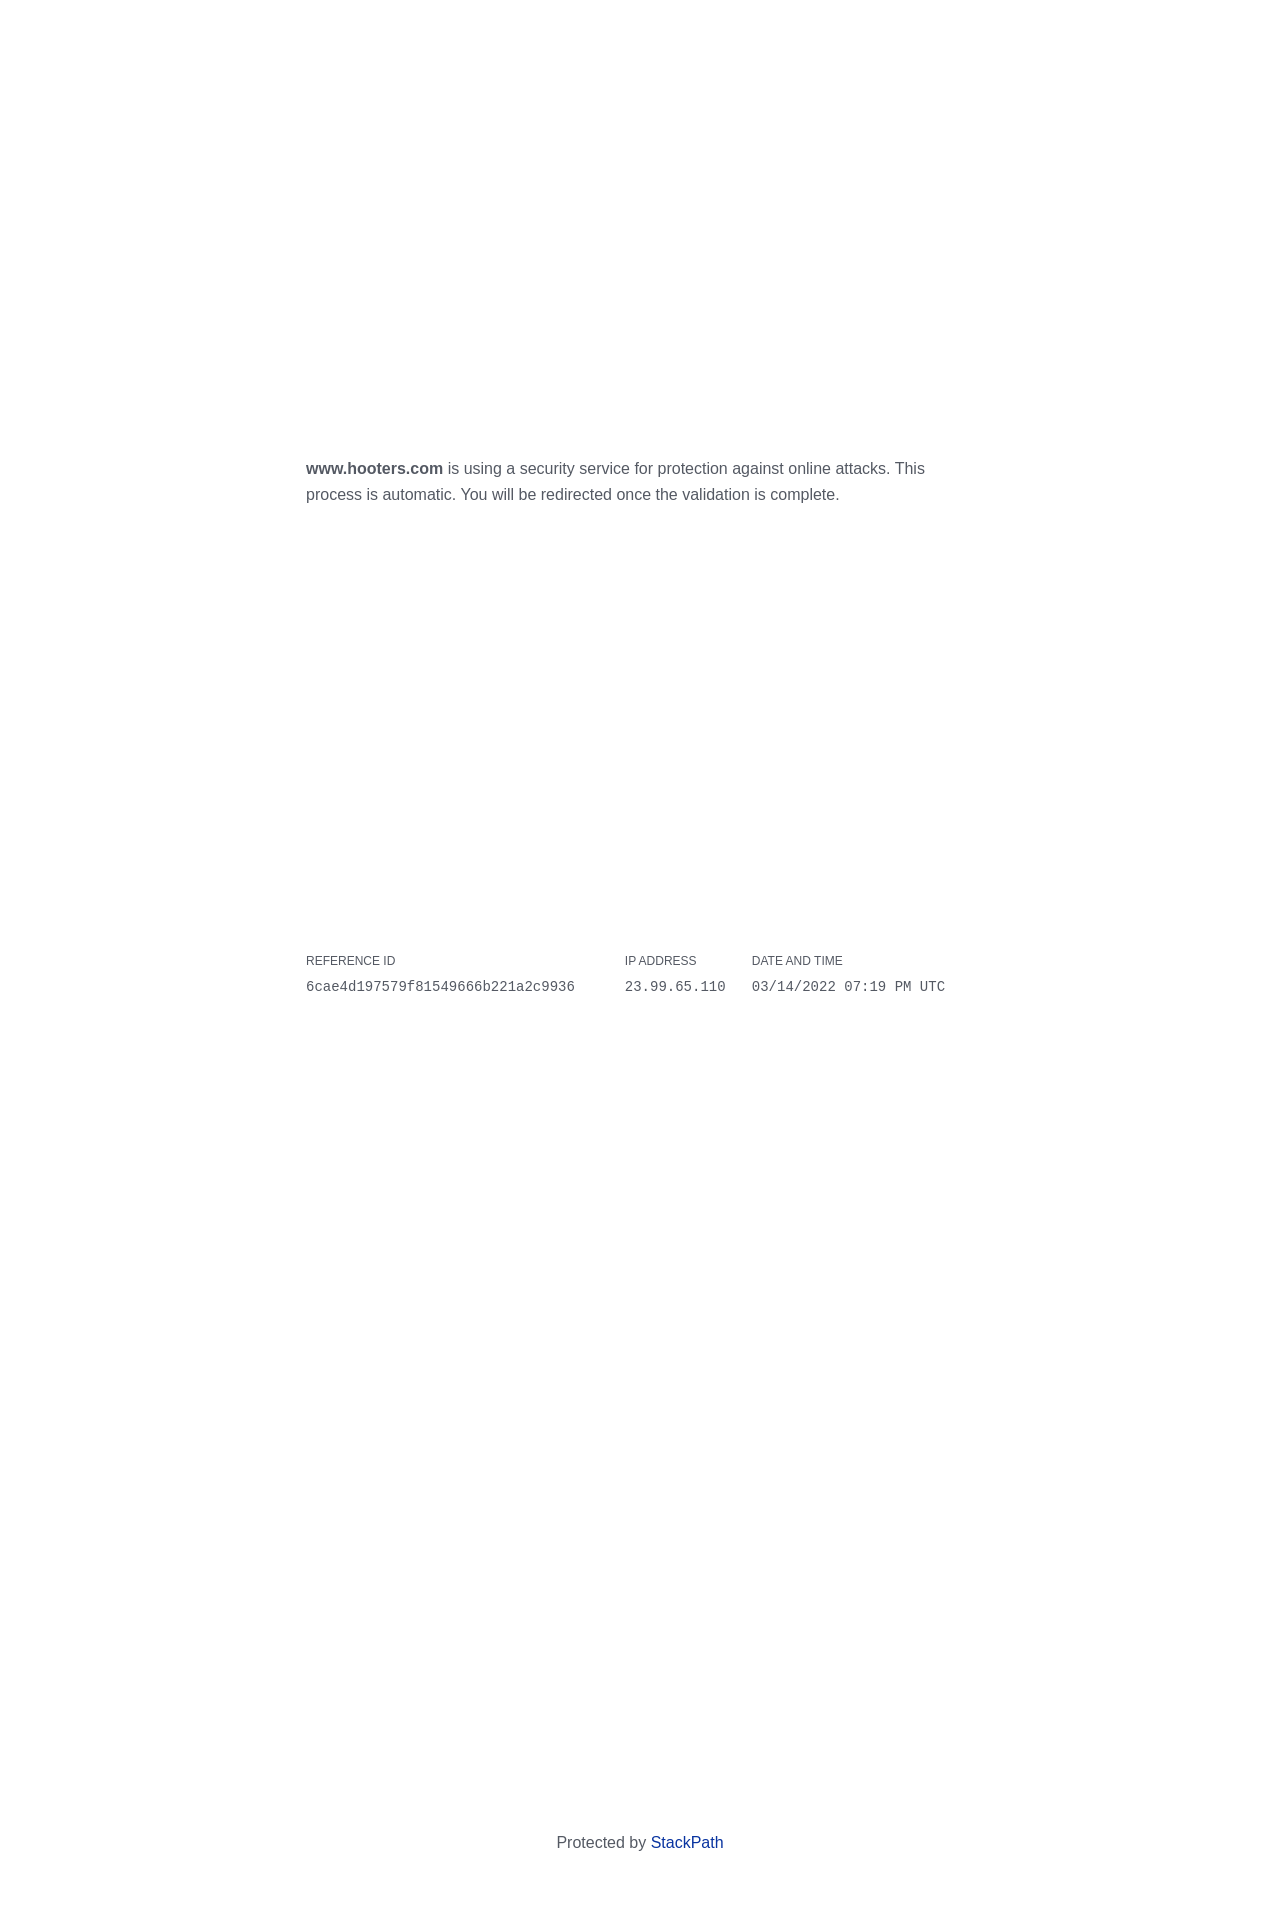 www.hooters.com is using a security service for protection against online attacks. This
process is automatic. You will be redirected once the validation is complete.
REFERENCE ID IP ADDRESS DATE AND TIME
6cae4d197579f81549666b221a2c9936 23.99.65.110 03/14/2022 07:19 PM UTC
Protected by StackPath